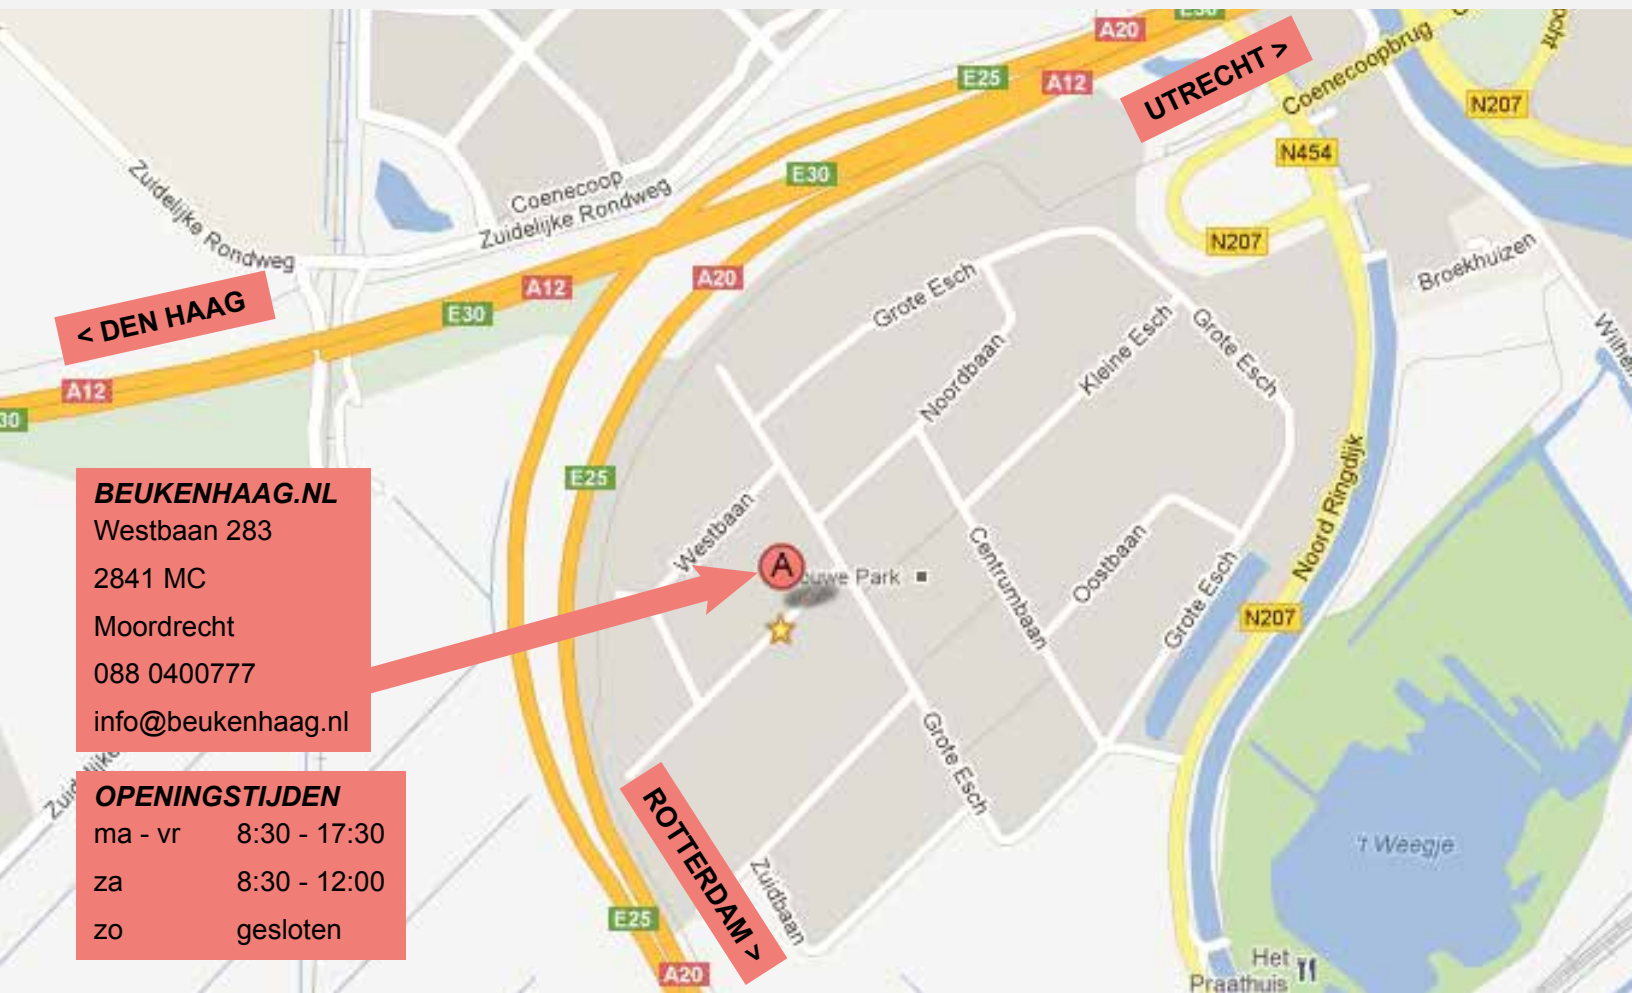 E30
A20
UTRECHT >
Coenecoopbrug
E25
A12
N207
N454
E30
Coenecoop
Zuidelijke Rondweg
Zuidelijke Rondweg
N207
Broekhuizen
< DEN HAAG
A12
A20
E30
Grote Esch
Grote Esch
Kleine Esch
Noordbaan
A12
30
E25
Westbaan
Noord Ringdijk
BEUKENHAAG.NL
Westbaan 283
2841 MC
Moordrecht
088 0400777
info@beukenhaag.nl
A
ouwe Park
Centrumbaan
Oostbaan
Grote Esch
N207
Grote Esch
OPENINGSTIJDEN
ma - vr 8:30 - 17:30
za 8:30 - 12:00
zo gesloten
ROTTERDAM >
Zuidbaan
't Weegje
E25
A20
Het
Praathuis